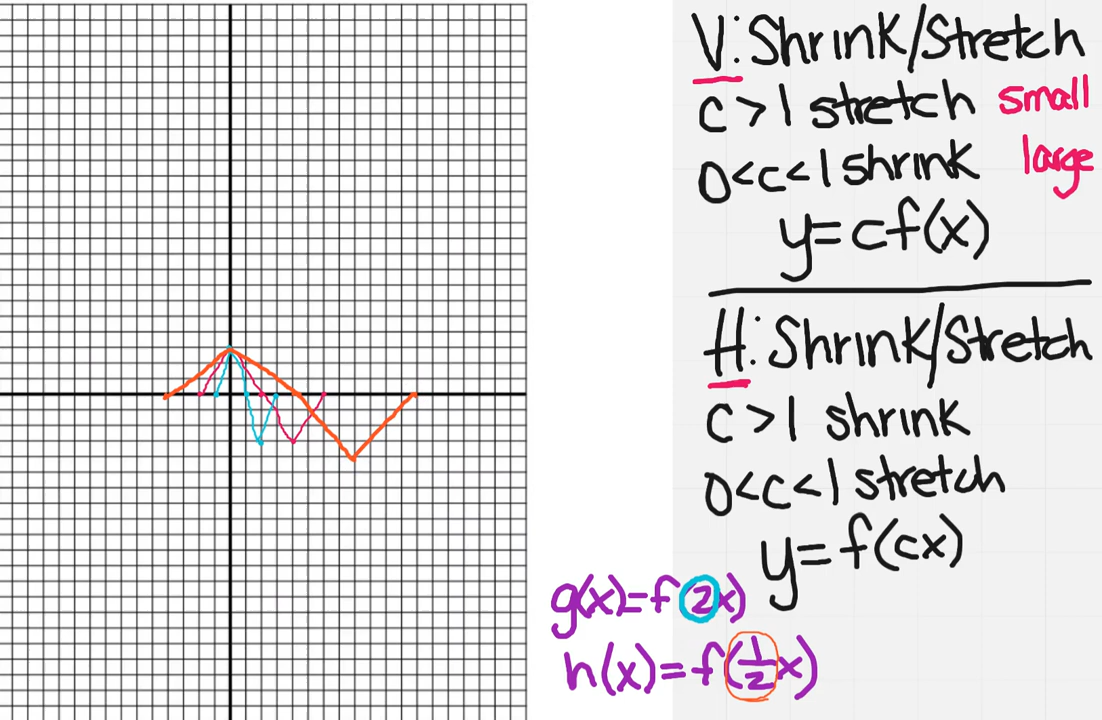 V: Shrink/Stretch
c > 1 stretch small
0<c<1 shrink large
y=cf(x)
H: Shrink/Stretch
c > 1 shrink
0<c<1 stretch
y=f(cx)
g(x)=f(2x)
h(x)=f(1/2x)